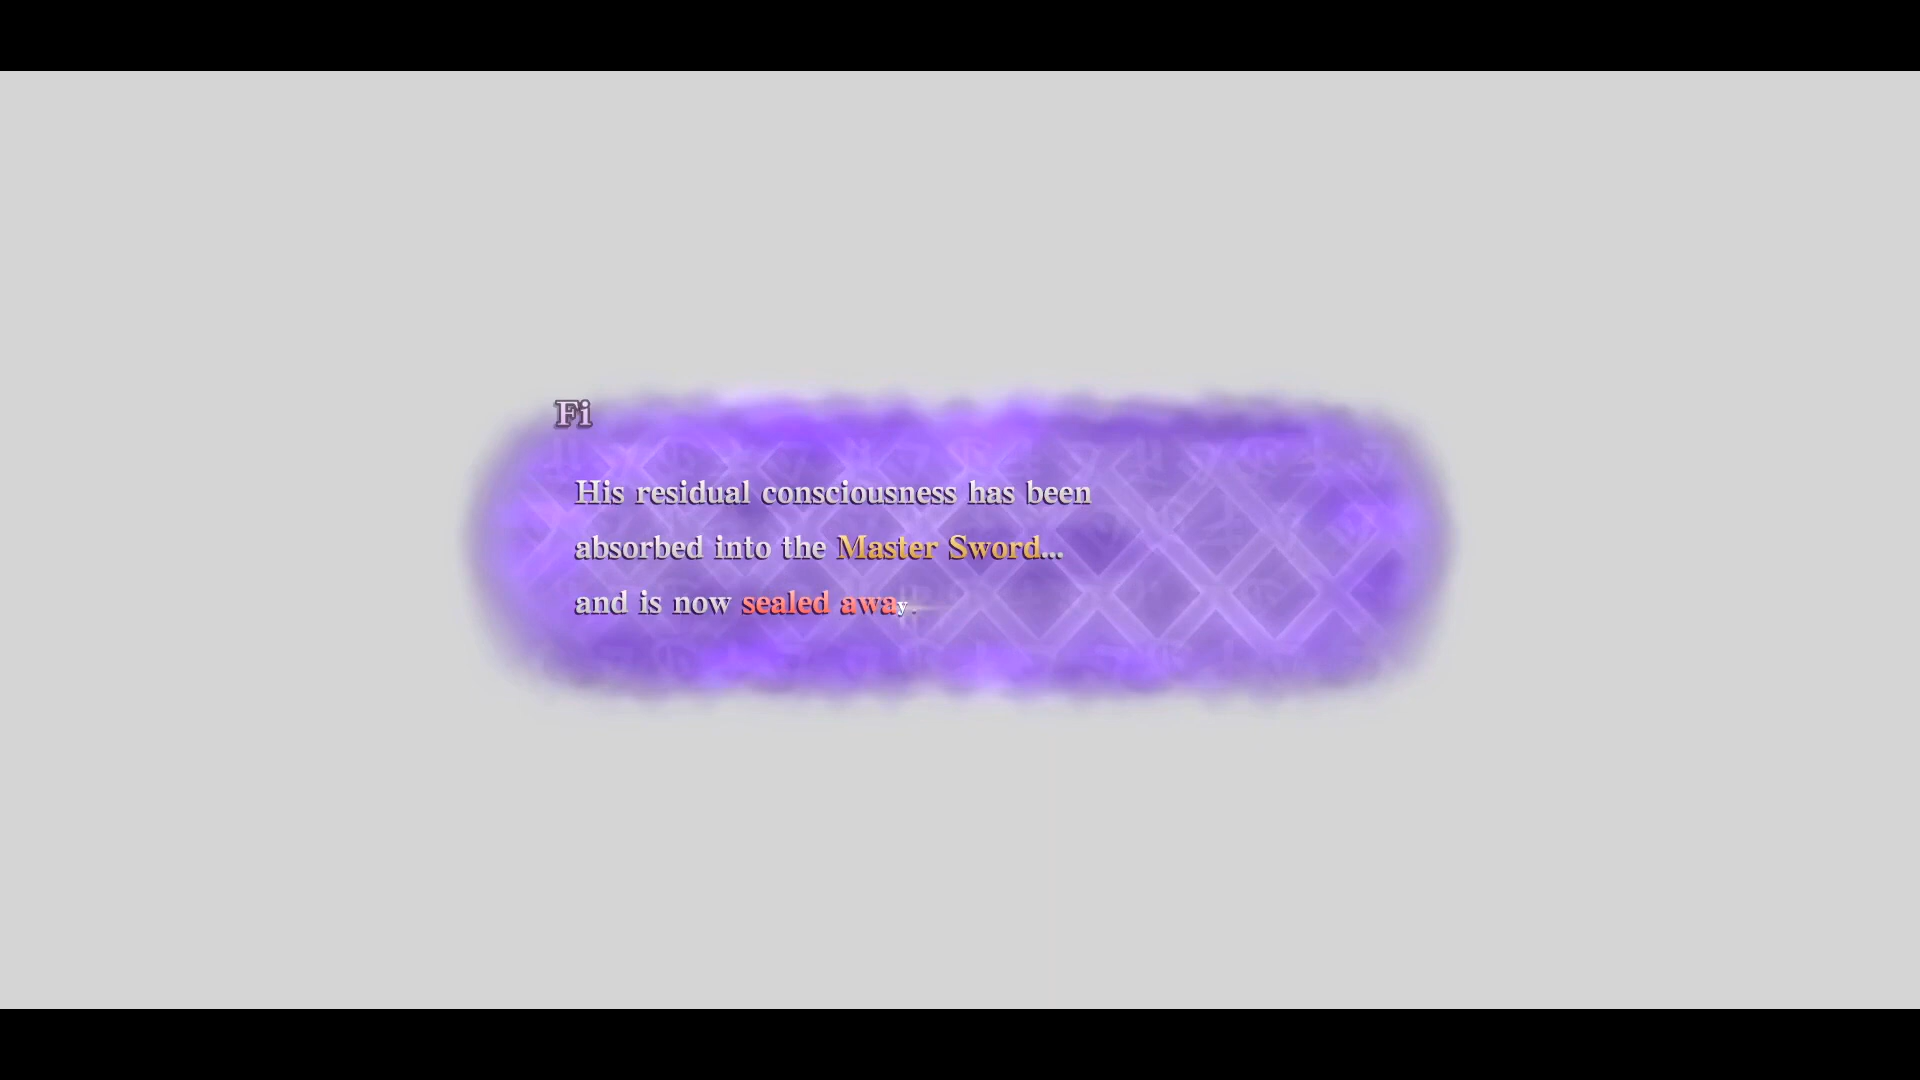 Fi
His residual consciousness has been
absorbed into the Master Sword...
and is now sealed away.